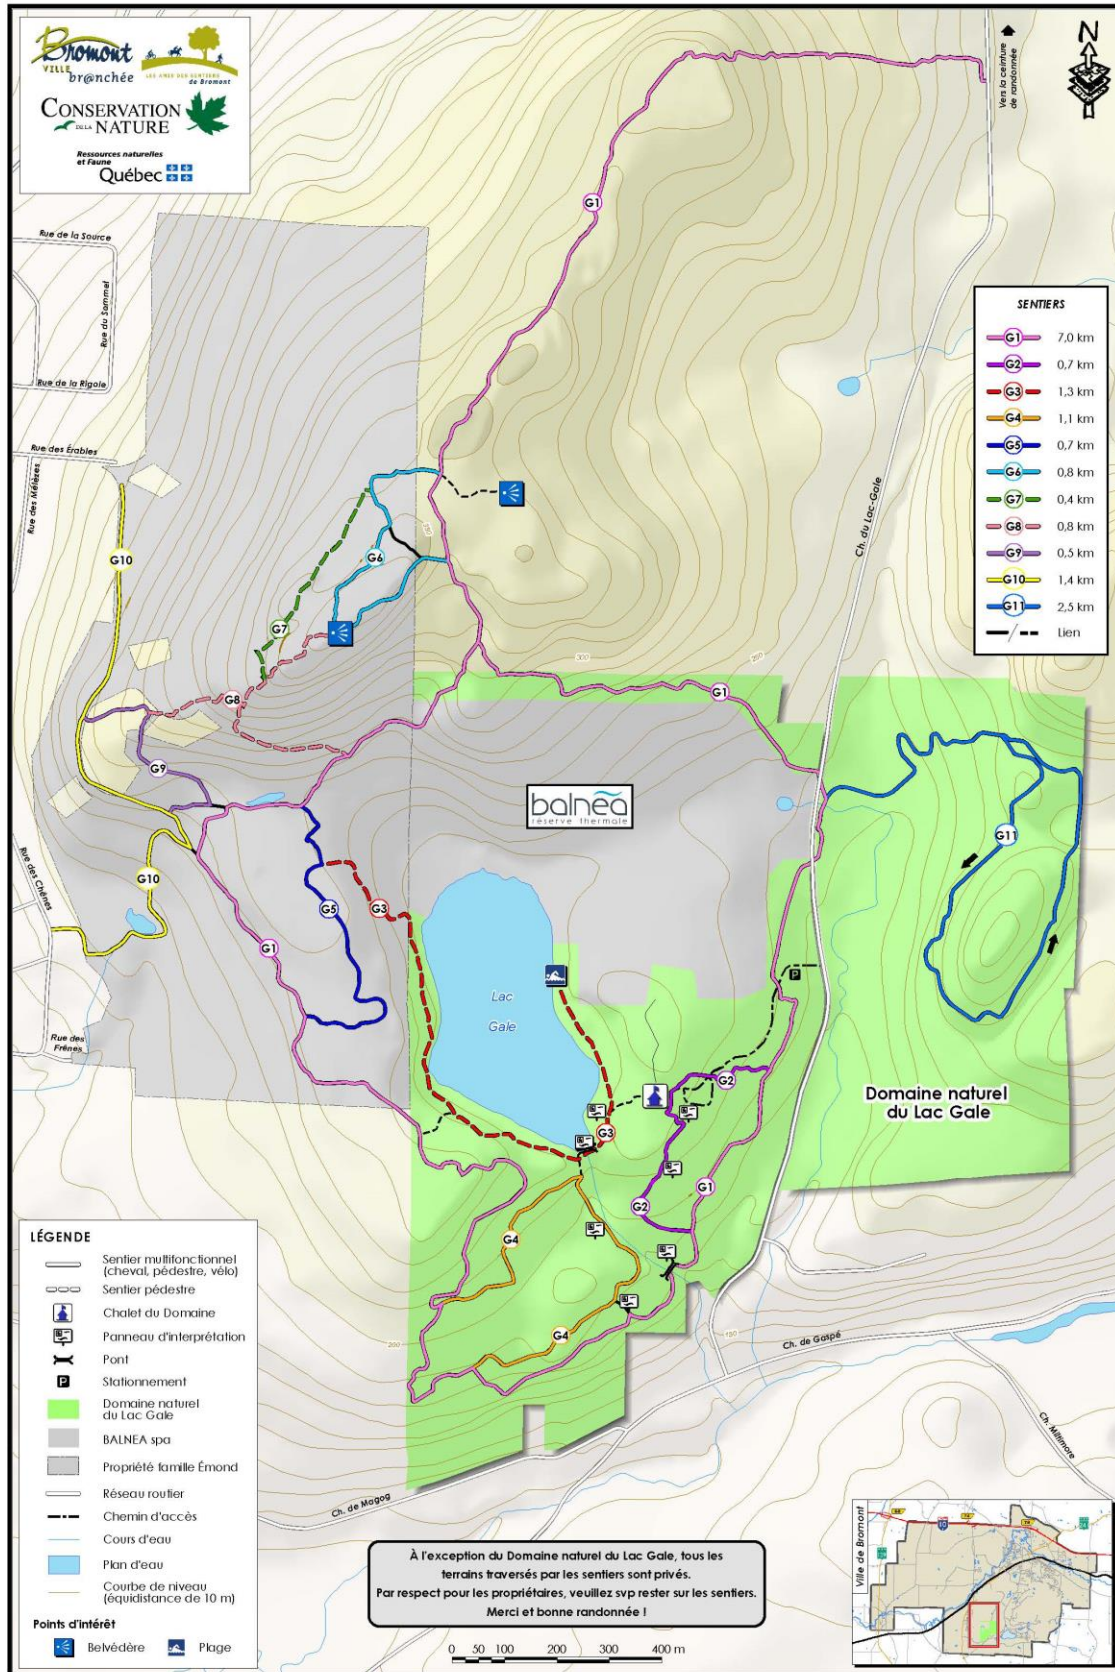 Bromont
VILLE
br@nchée
LES AMIS DES SENTIERS
de Bromont
CONSERVATION
DE LA NATURE
Ressources naturelles
et Faune
Québec
N
Vers la ceinture
de randonnée
G1
Rue de la Source
Rue du Sommet
Rue de la Rigole
Rue des Érables
Rue des Mélèzes
Ch. du Lac-Gale
SENTIERS
G1 7,0 km
G2 0,7 km
G3 1,3 km
G4 1,1 km
G5 0,7 km
G6 0,8 km
G7 0,4 km
G8 0,8 km
G9 0,5 km
G10 1,4 km
G11 2,5 km
Lien
G10
G6
G7
G8
G1
G9
300
200
balnea
réserve thermale
G11
Rue des Chênes
G10
G5
G3
G1
Lac
Gale
P
Rue des
Frênes
G2
Domaine naturel
du Lac Gale
G3
G1
G2
G4
G4
200
180
Ch. de Gaspé
Ch. Miltimore
Ch. de Magog
LÉGENDE
Sentier multifonctionnel
(cheval, pédestre, vélo)
Sentier pédestre
Chalet du Domaine
Panneau d'interprétation
Pont
P Stationnement
Domaine naturel
du Lac Gale
BALNEA spa
Propriété famille Émond
Réseau routier
Chemin d'accès
Cours d'eau
Plan d'eau
Courbe de niveau
(équidistance de 10 m)
Points d'intérêt
Belvédère Plage
À l'exception du Domaine naturel du Lac Gale, tous les
terrains traversés par les sentiers sont privés.
Par respect pour les propriétaires, veuillez svp rester sur les sentiers.
Merci et bonne randonnée !
0 50 100 200 300 400 m
Ville de Bromont
10